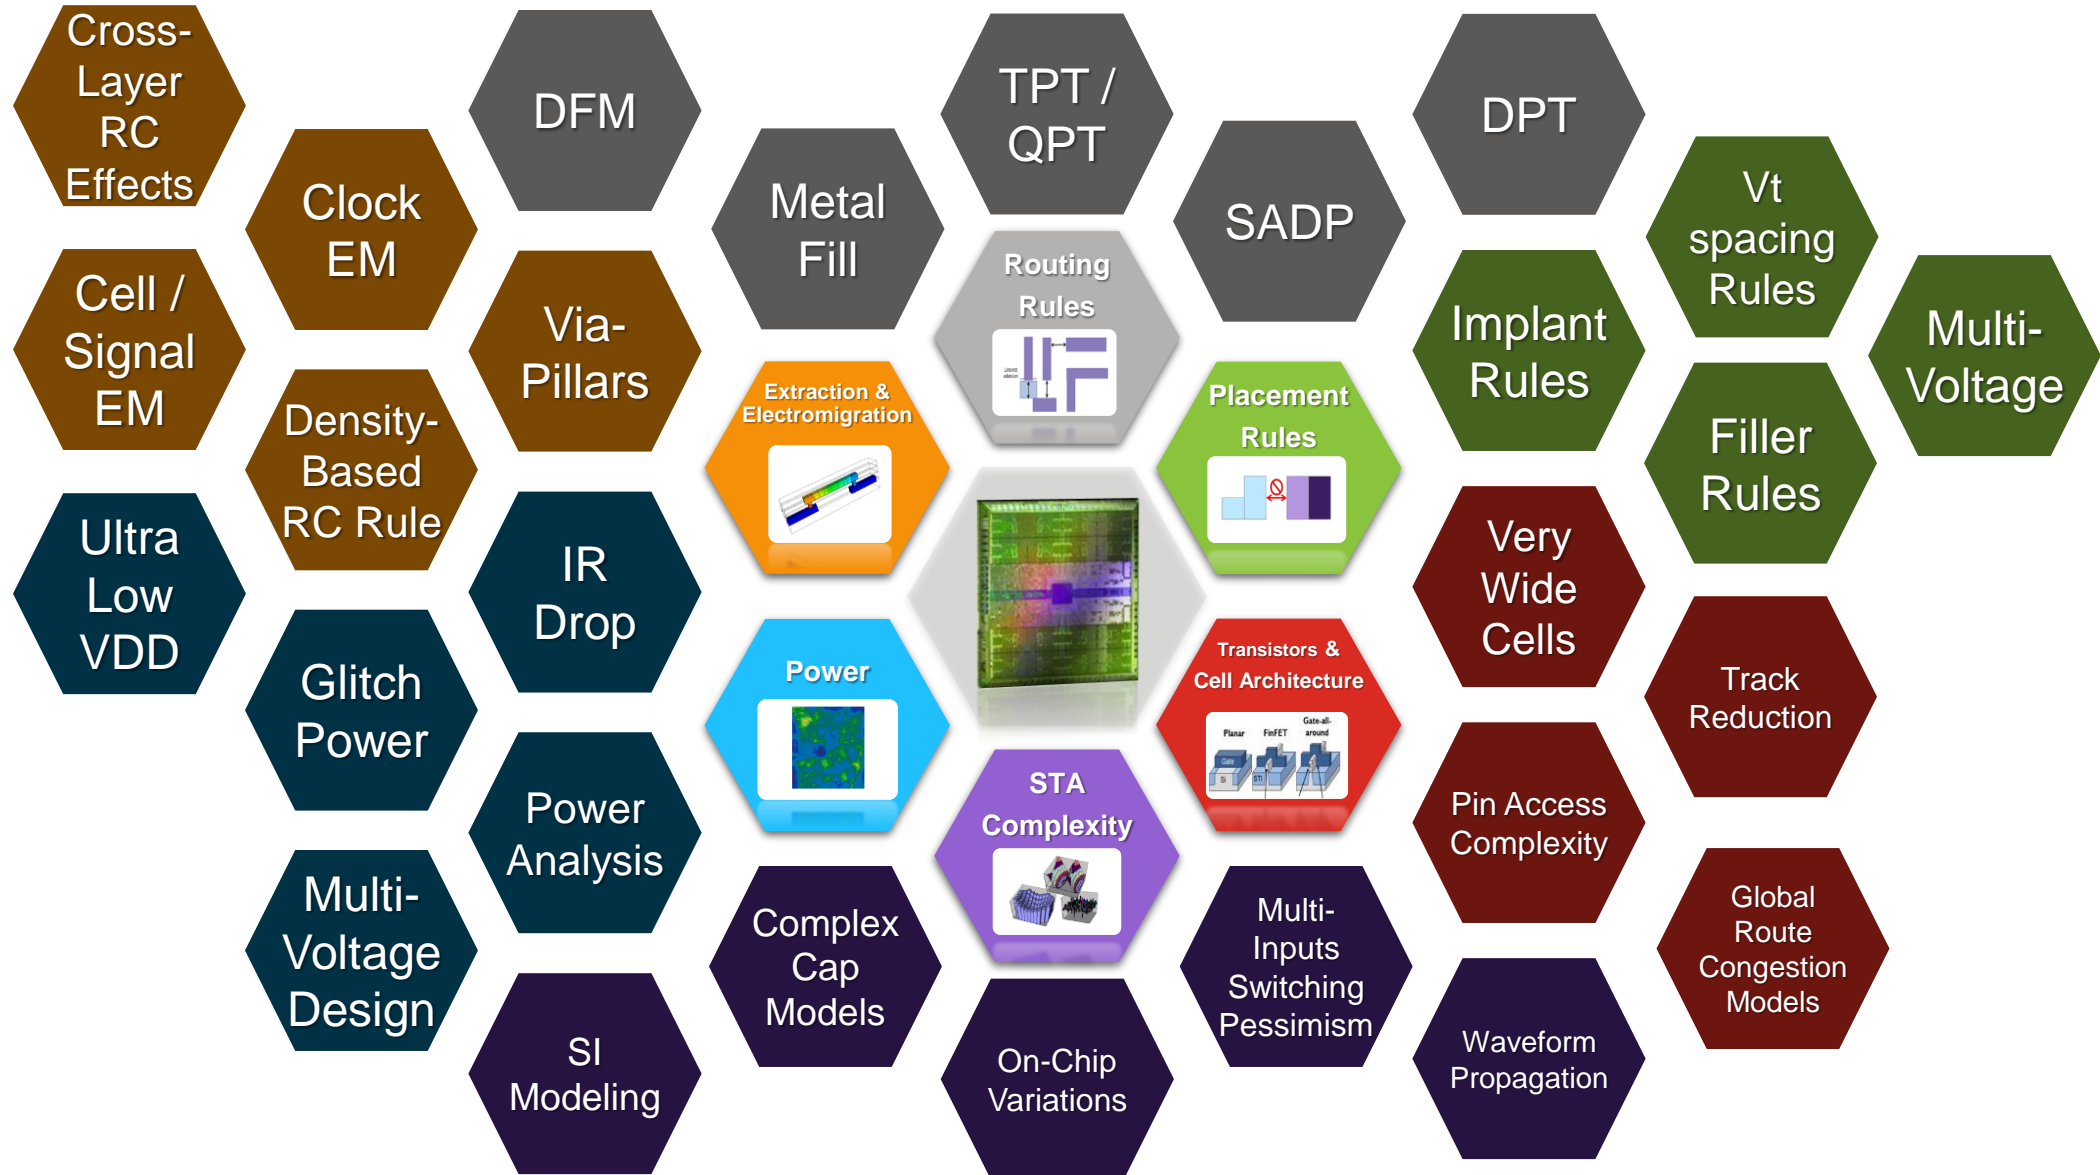 Cross-
Layer
RC
Effects
DFM
TPT /
QPT
DPT
Clock
EM
Metal
Fill
SADP
Vt
spacing
Rules
Cell /
Signal
EM
Via-
Pillars
Routing
Rules
Implant
Rules
Multi-
Voltage
Density-
Based
RC Rule
Extraction &
Electromigration
Placement
Rules
Filler
Rules
Ultra
Low
VDD
IR
Drop
Very
Wide
Cells
Glitch
Power
Power
Transistors &
Cell Architecture
Planar
FinFET
Gate-all-
around
Gate
Si
STI
Track
Reduction
Power
Analysis
STA
Complexity
Pin Access
Complexity
Multi-
Voltage
Design
Complex
Cap
Models
Multi-
Inputs
Switching
Pessimism
Global
Route
Congestion
Models
SI
Modeling
On-Chip
Variations
Waveform
Propagation